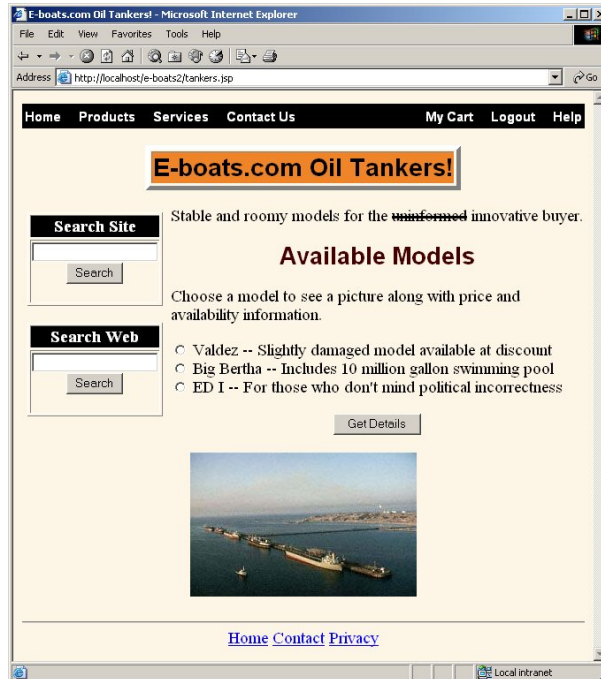 E-boats.com Oil Tankers! - Microsoft Internet Explorer
File Edit View Favorites Tools Help
Address http://localhost/e-boats2/tankers.jsp Go
Home Products Services Contact Us My Cart Logout Help
E-boats.com Oil Tankers!
Search Site
Search
Search Web
Search
Stable and roomy models for the uninformed innovative buyer.
Available Models
Choose a model to see a picture along with price and
availability information.
Valdez -- Slightly damaged model available at discount
Big Bertha -- Includes 10 million gallon swimming pool
ED I -- For those who don't mind political incorrectness
Get Details
Home Contact Privacy
Local intranet